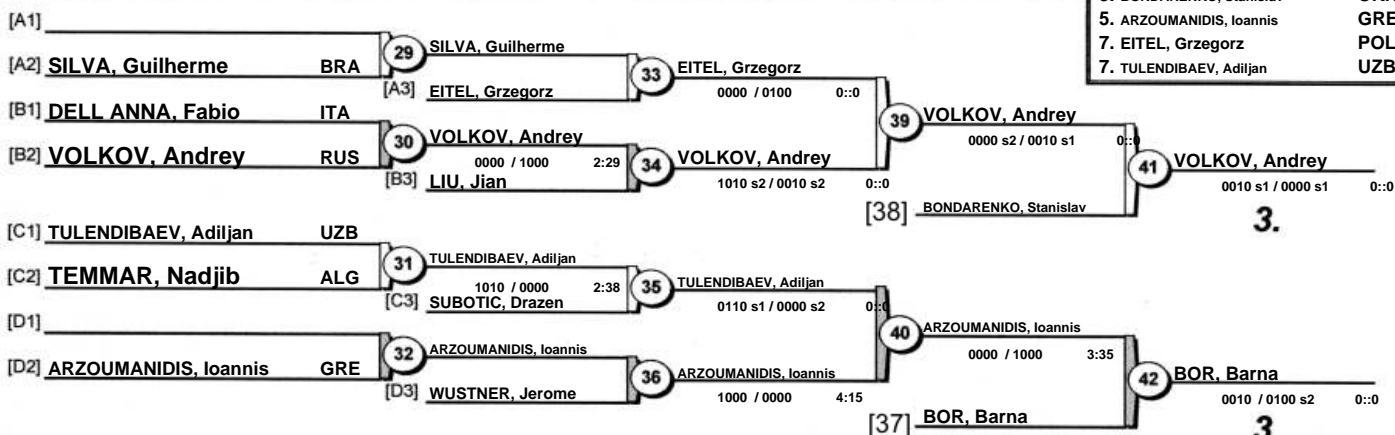 5. ARZOUMANIDIS, Ioannis GRE
7. EITEL, Grzegorz POL
7. TULENDIBAEV, Adiljan UZB
[A1]
[A2] SILVA, Guilherme BRA
29
SILVA, Guilherme
[A3] EITEL, Grzegorz
33
EITEL, Grzegorz
0000 / 0100 0::0
[B1] DELL ANNA, Fabio ITA
[B2] VOLKOV, Andrey RUS
30
VOLKOV, Andrey
0000 / 1000 2:29
[B3] LIU, Jian
34
VOLKOV, Andrey
1010 s2 / 0010 s2 0::0
39
VOLKOV, Andrey
0000 s2 / 0010 s1 0::0
[38] BONDARENKO, Stanislav
41
VOLKOV, Andrey
0010 s1 / 0000 s1 0::0
3.
[C1] TULENDIBAEV, Adiljan UZB
[C2] TEMMAR, Nadjib ALG
31
TULENDIBAEV, Adiljan
1010 / 0000 2:38
[C3] SUBOTIC, Drazen
35
TULENDIBAEV, Adiljan
0110 s1 / 0000 s2 0::0
[D1]
[D2] ARZOUMANIDIS, Ioannis GRE
32
ARZOUMANIDIS, Ioannis
[D3] WUSTNER, Jerome
36
ARZOUMANIDIS, Ioannis
1000 / 0000 4:15
40
ARZOUMANIDIS, Ioannis
0000 / 1000 3:35
[37] BOR, Barna
42
BOR, Barna
0010 / 0100 s2 0::0
3